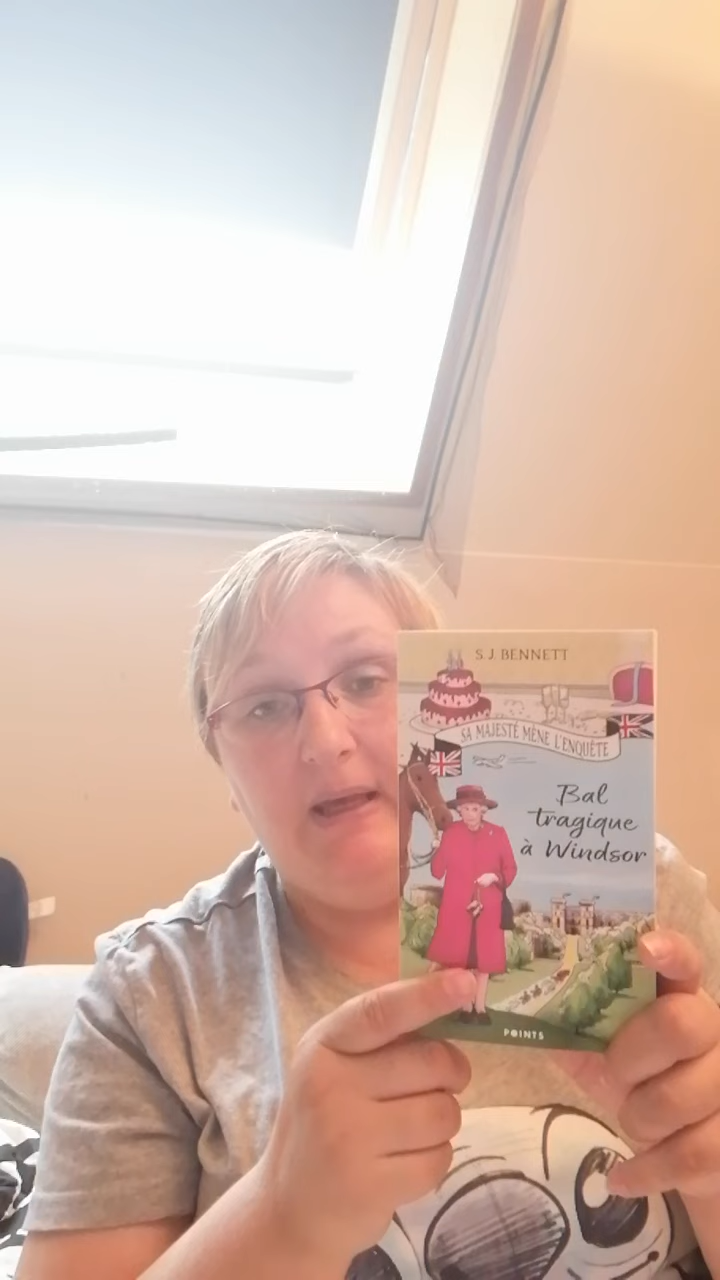 S.J. BENNETT
SA MAJESTÉ MÈNE L'ENQUÊTE
Bal
tragique
à Windsor
POINTS